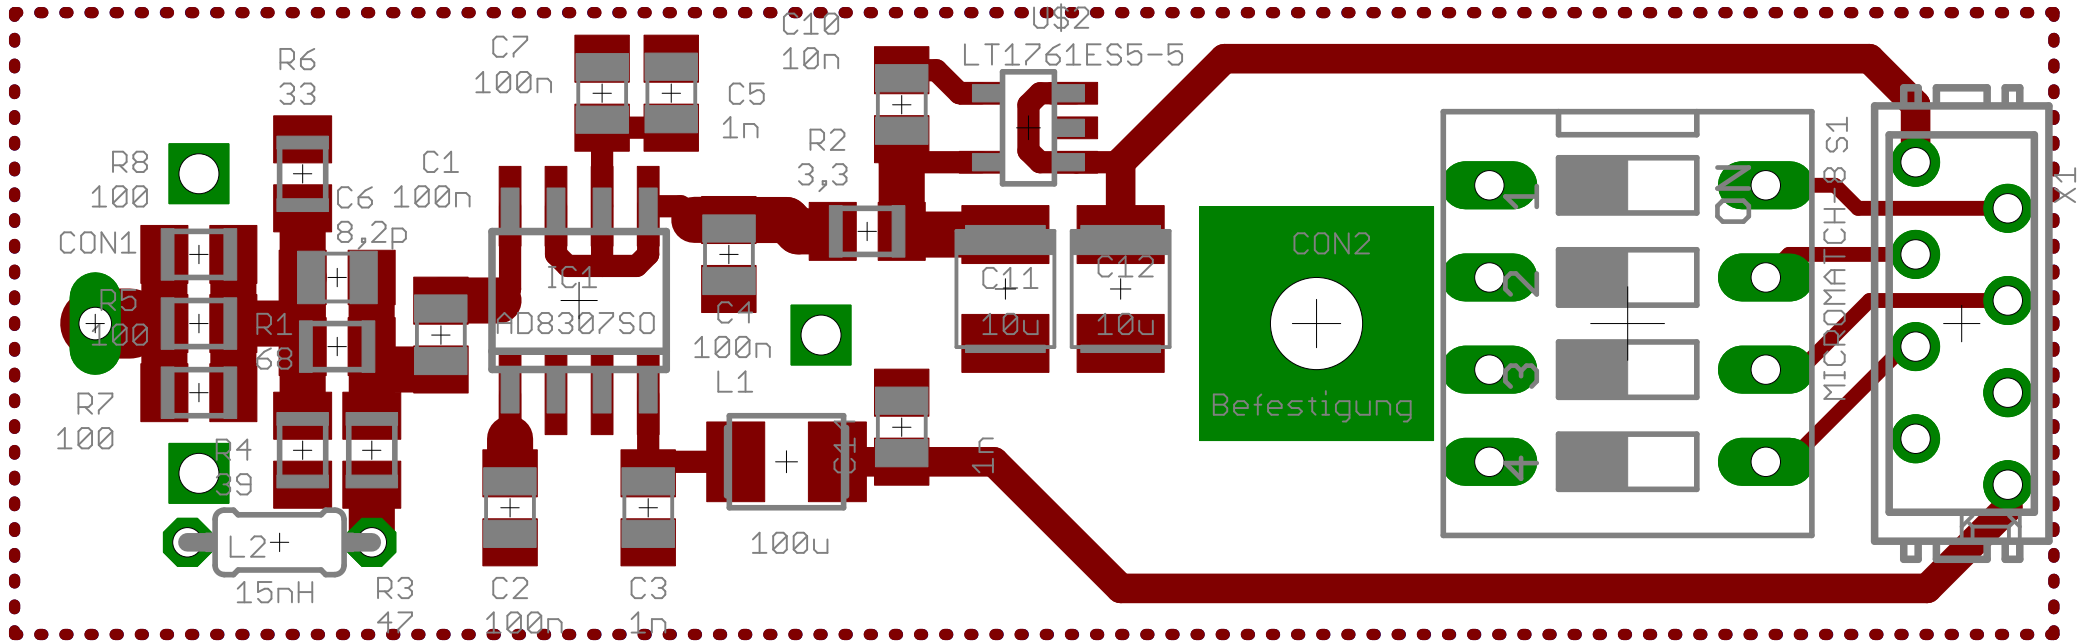 R6
33
C7
100n
C5
1n
C10
10n
U$2
LT1761ES5-5
R8
100
C1
100n
C6
8,2p
R2
3,3
CON1
R5
100
R1
68
IC1
AD8307SO
C4
100n
L1
100u
C11
10u
C12
10u
CON2
Befestigung
1
2
3
4
ON
MICROMATCH-8 S1
X1
R7
100
R4
39
L2
15nH
R3
47
C2
100n
C3
1n
1n